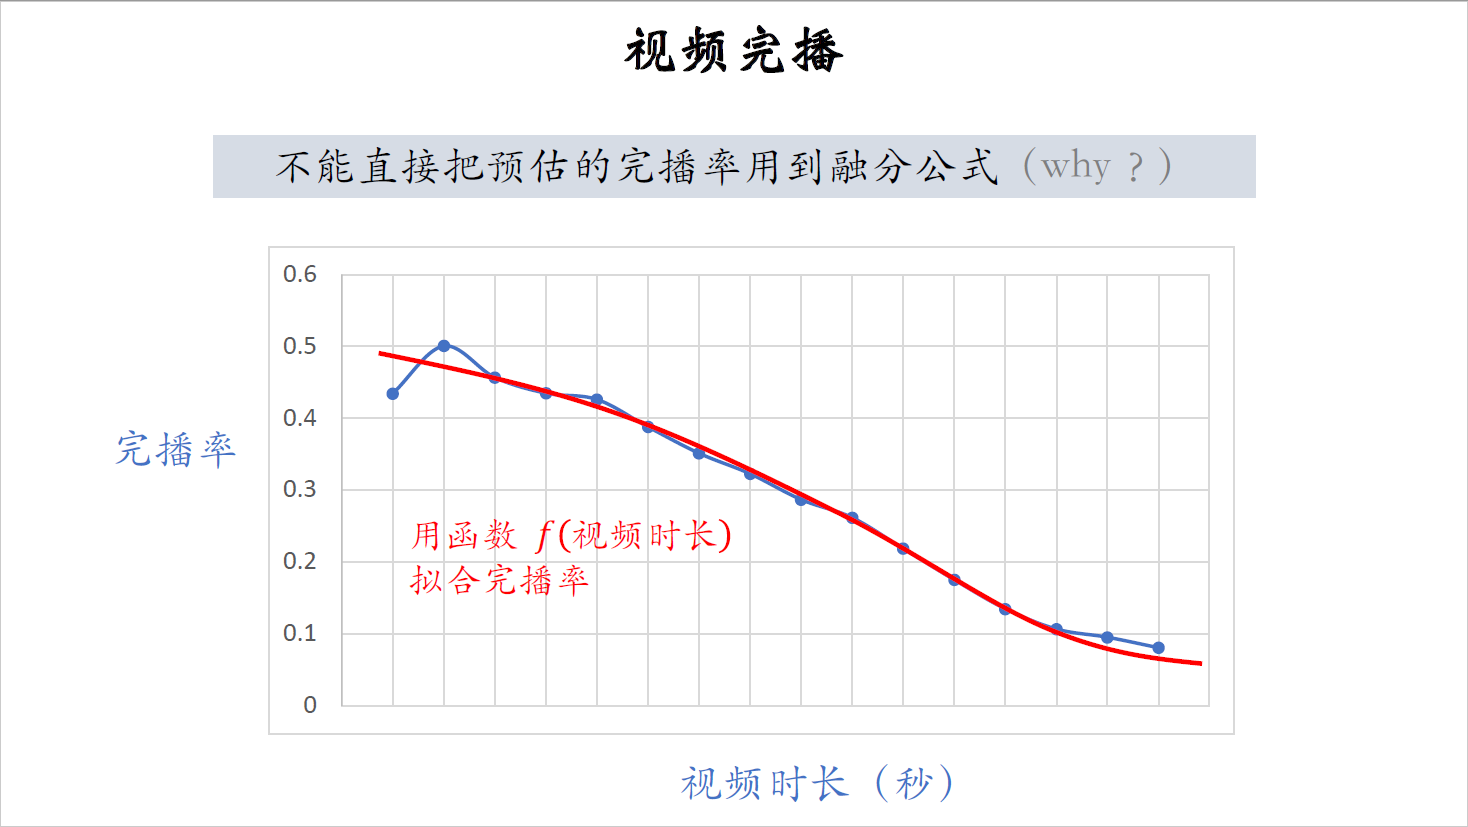 视频完播
不能直接把预估的完播率用到融分公式（why？）
0.6
0.5
0.4
0.3
0.2
0.1
0
完播率
用函数 f(视频时长)
拟合完播率
视频时长（秒）